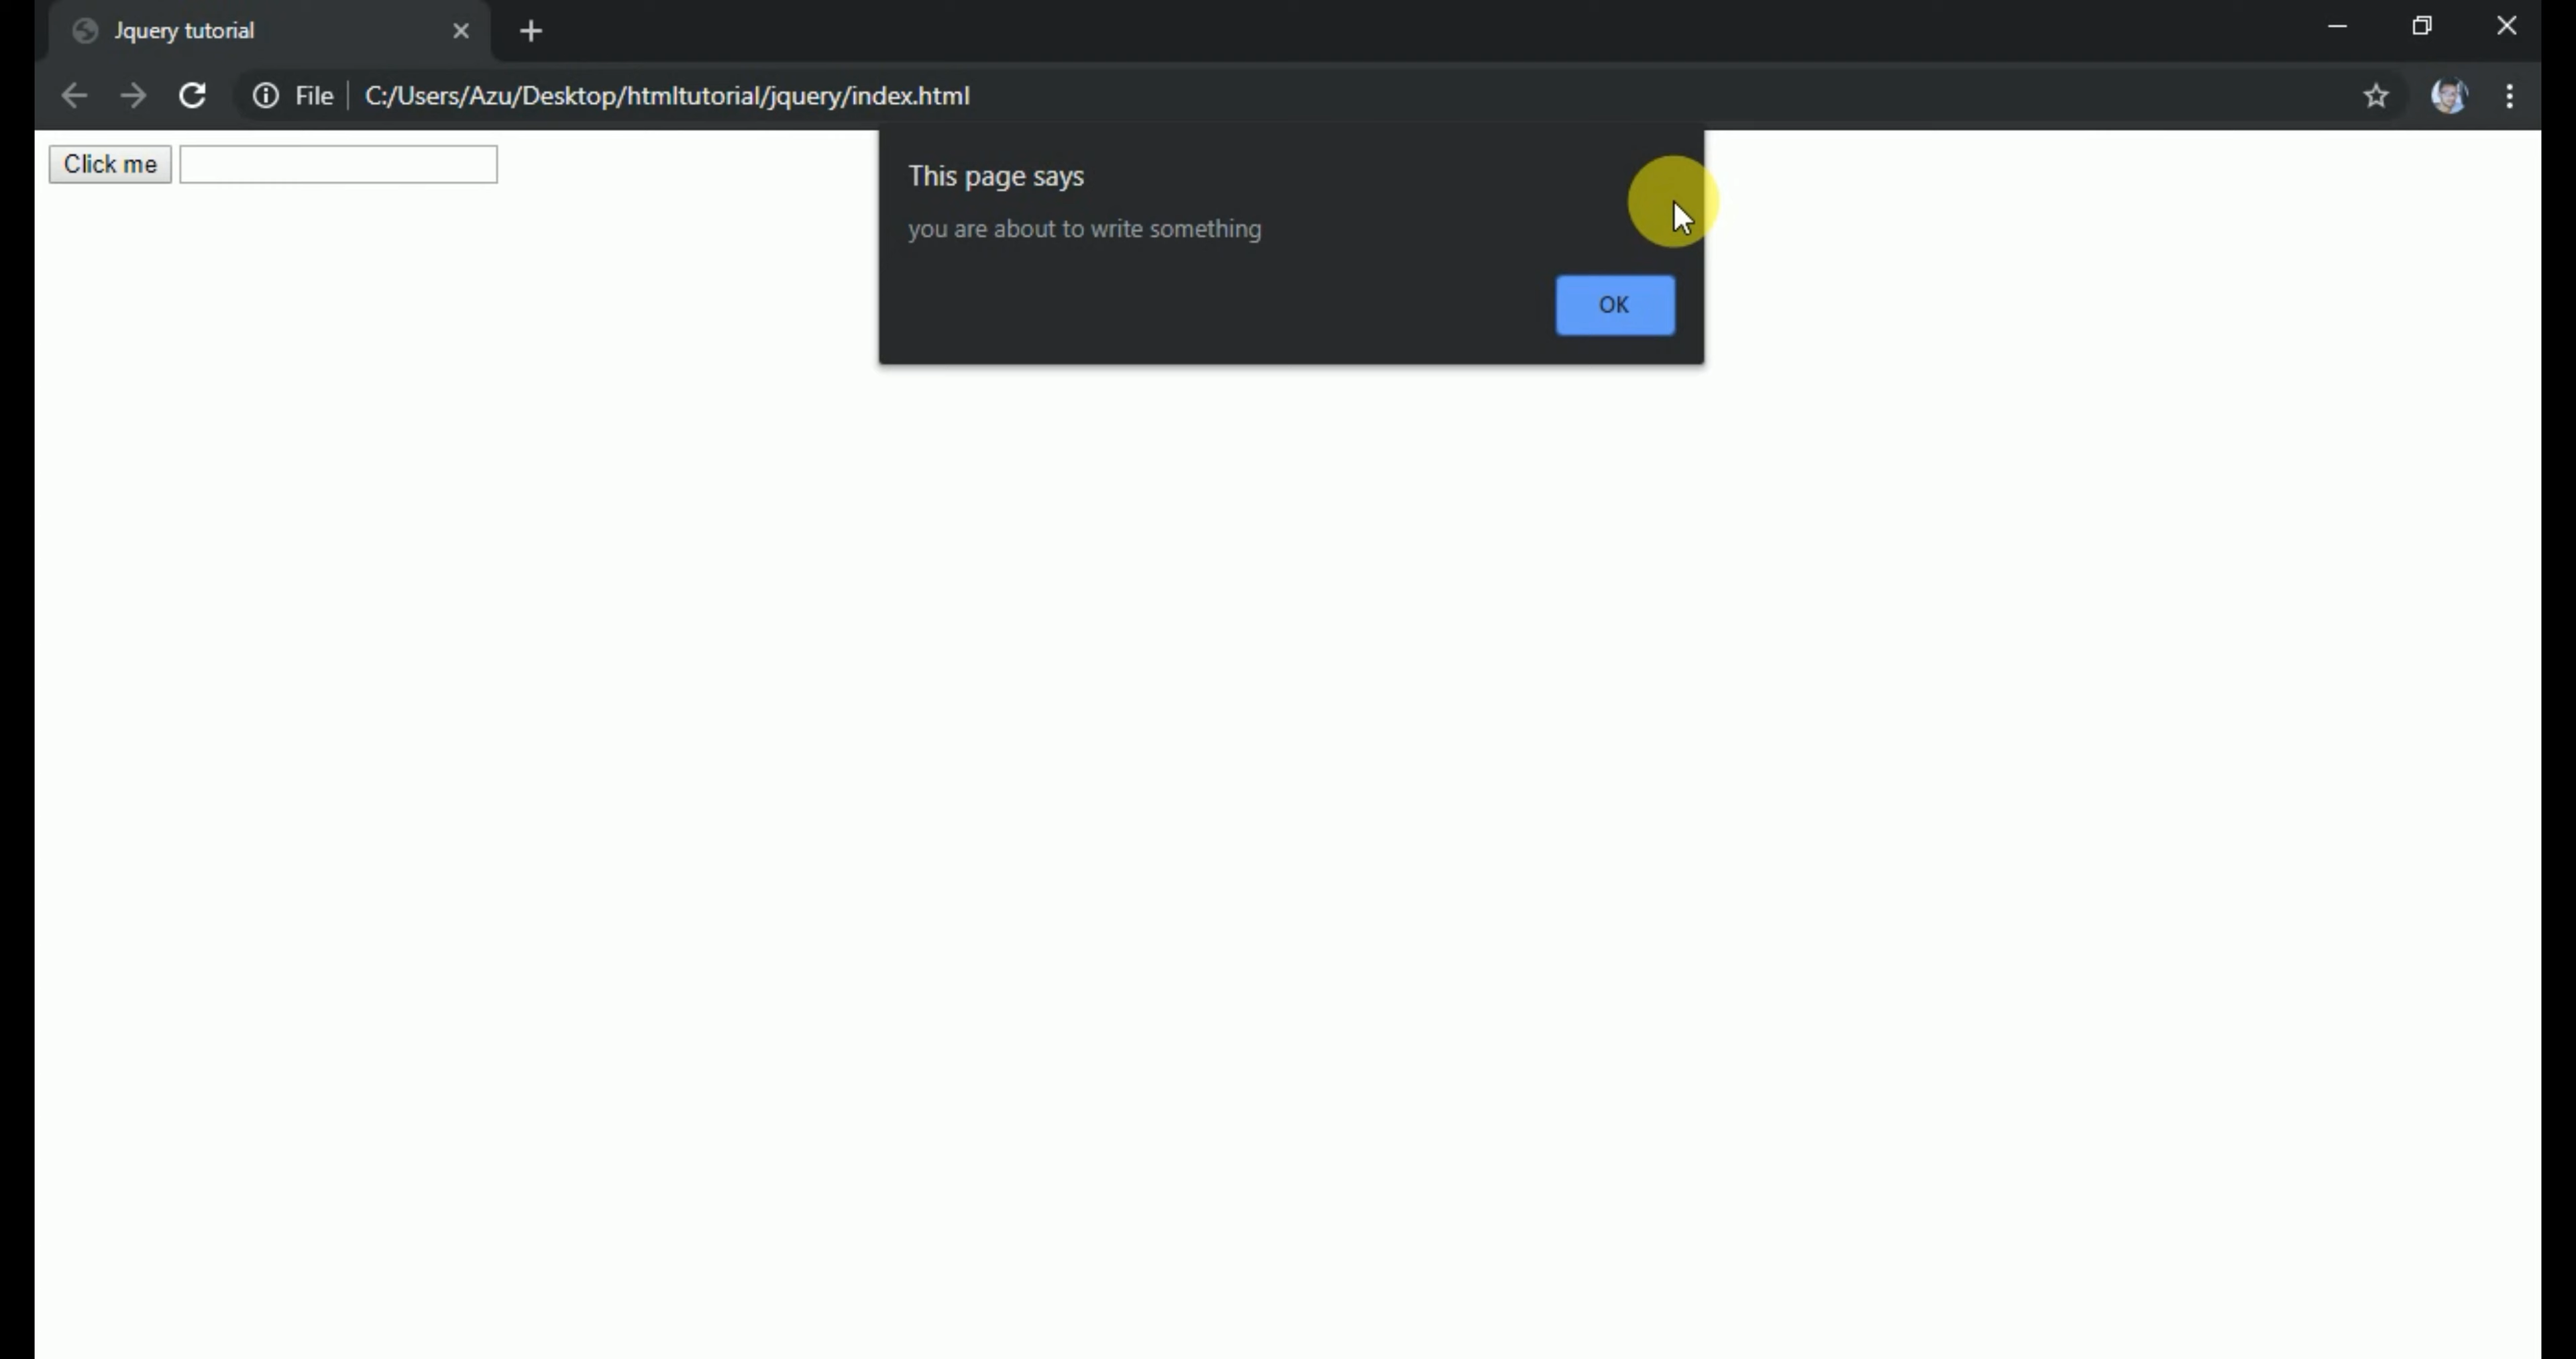 Jquery tutorial
File C:/Users/Azu/Desktop/htmltutorial/jquery/index.html
Click me
This page says
you are about to write something
OK